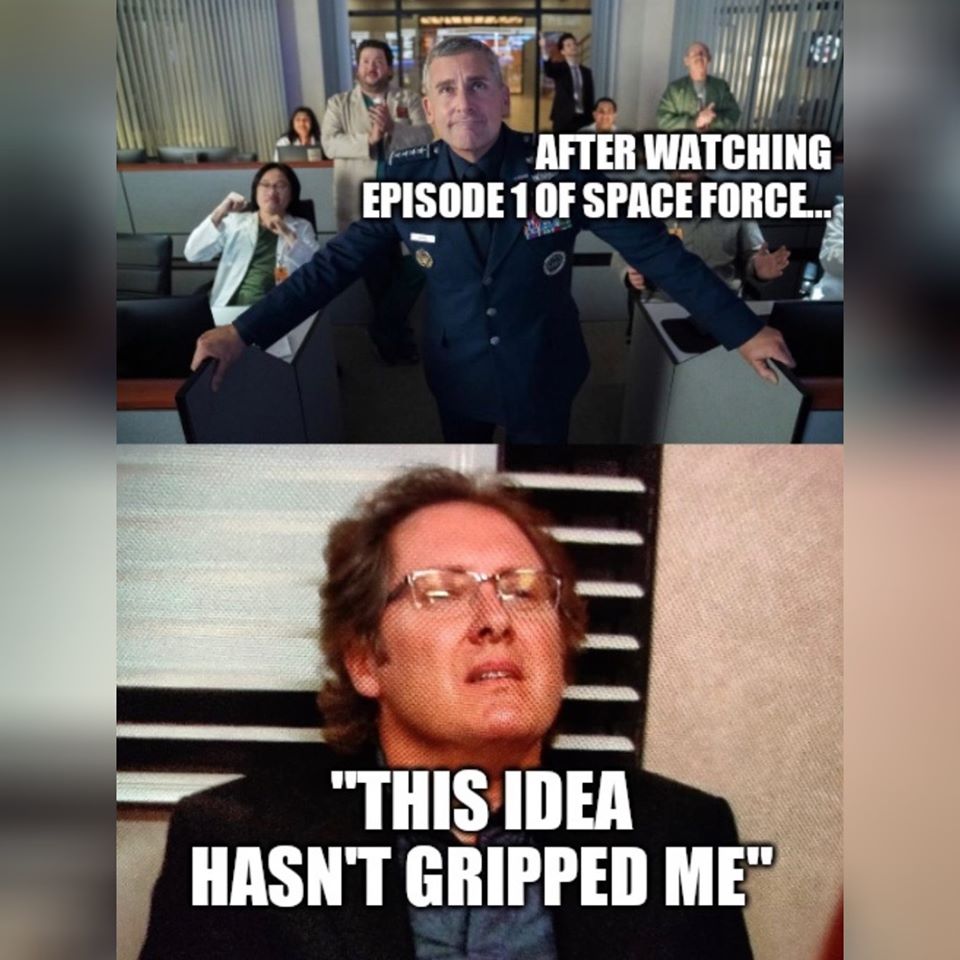 AFTER WATCHING
EPISODE 1 OF SPACE FORCE...
"THIS IDEA
HASN'T GRIPPED ME"